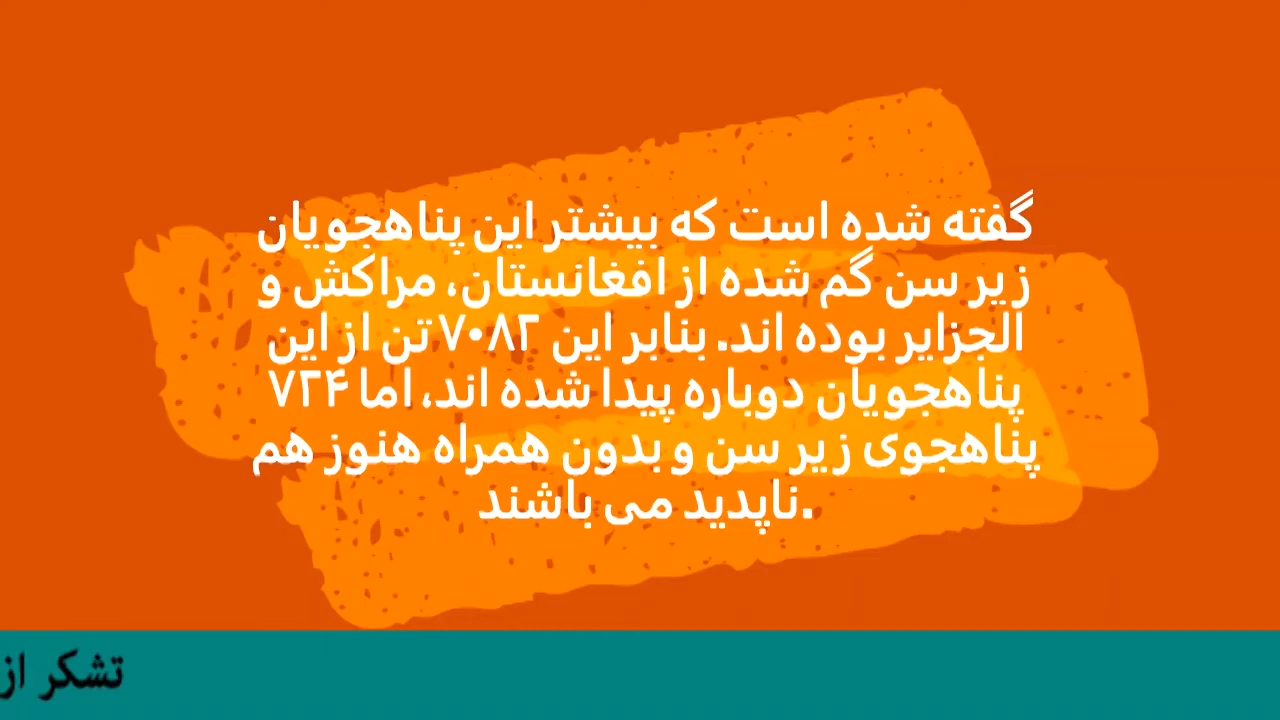 گفته شده است که بیشتر این پناهجویان
زیر سن گم شده از افغانستان، مراکش و
الجزایر بوده اند. بنابر این ۷۰۸۲ تن از این
پناهجویان دوباره پیدا شده اند، اما ۷۲۴
پناهجوی زیر سن و بدون همراه هنوز هم
ناپدید می باشند.
تشکر از